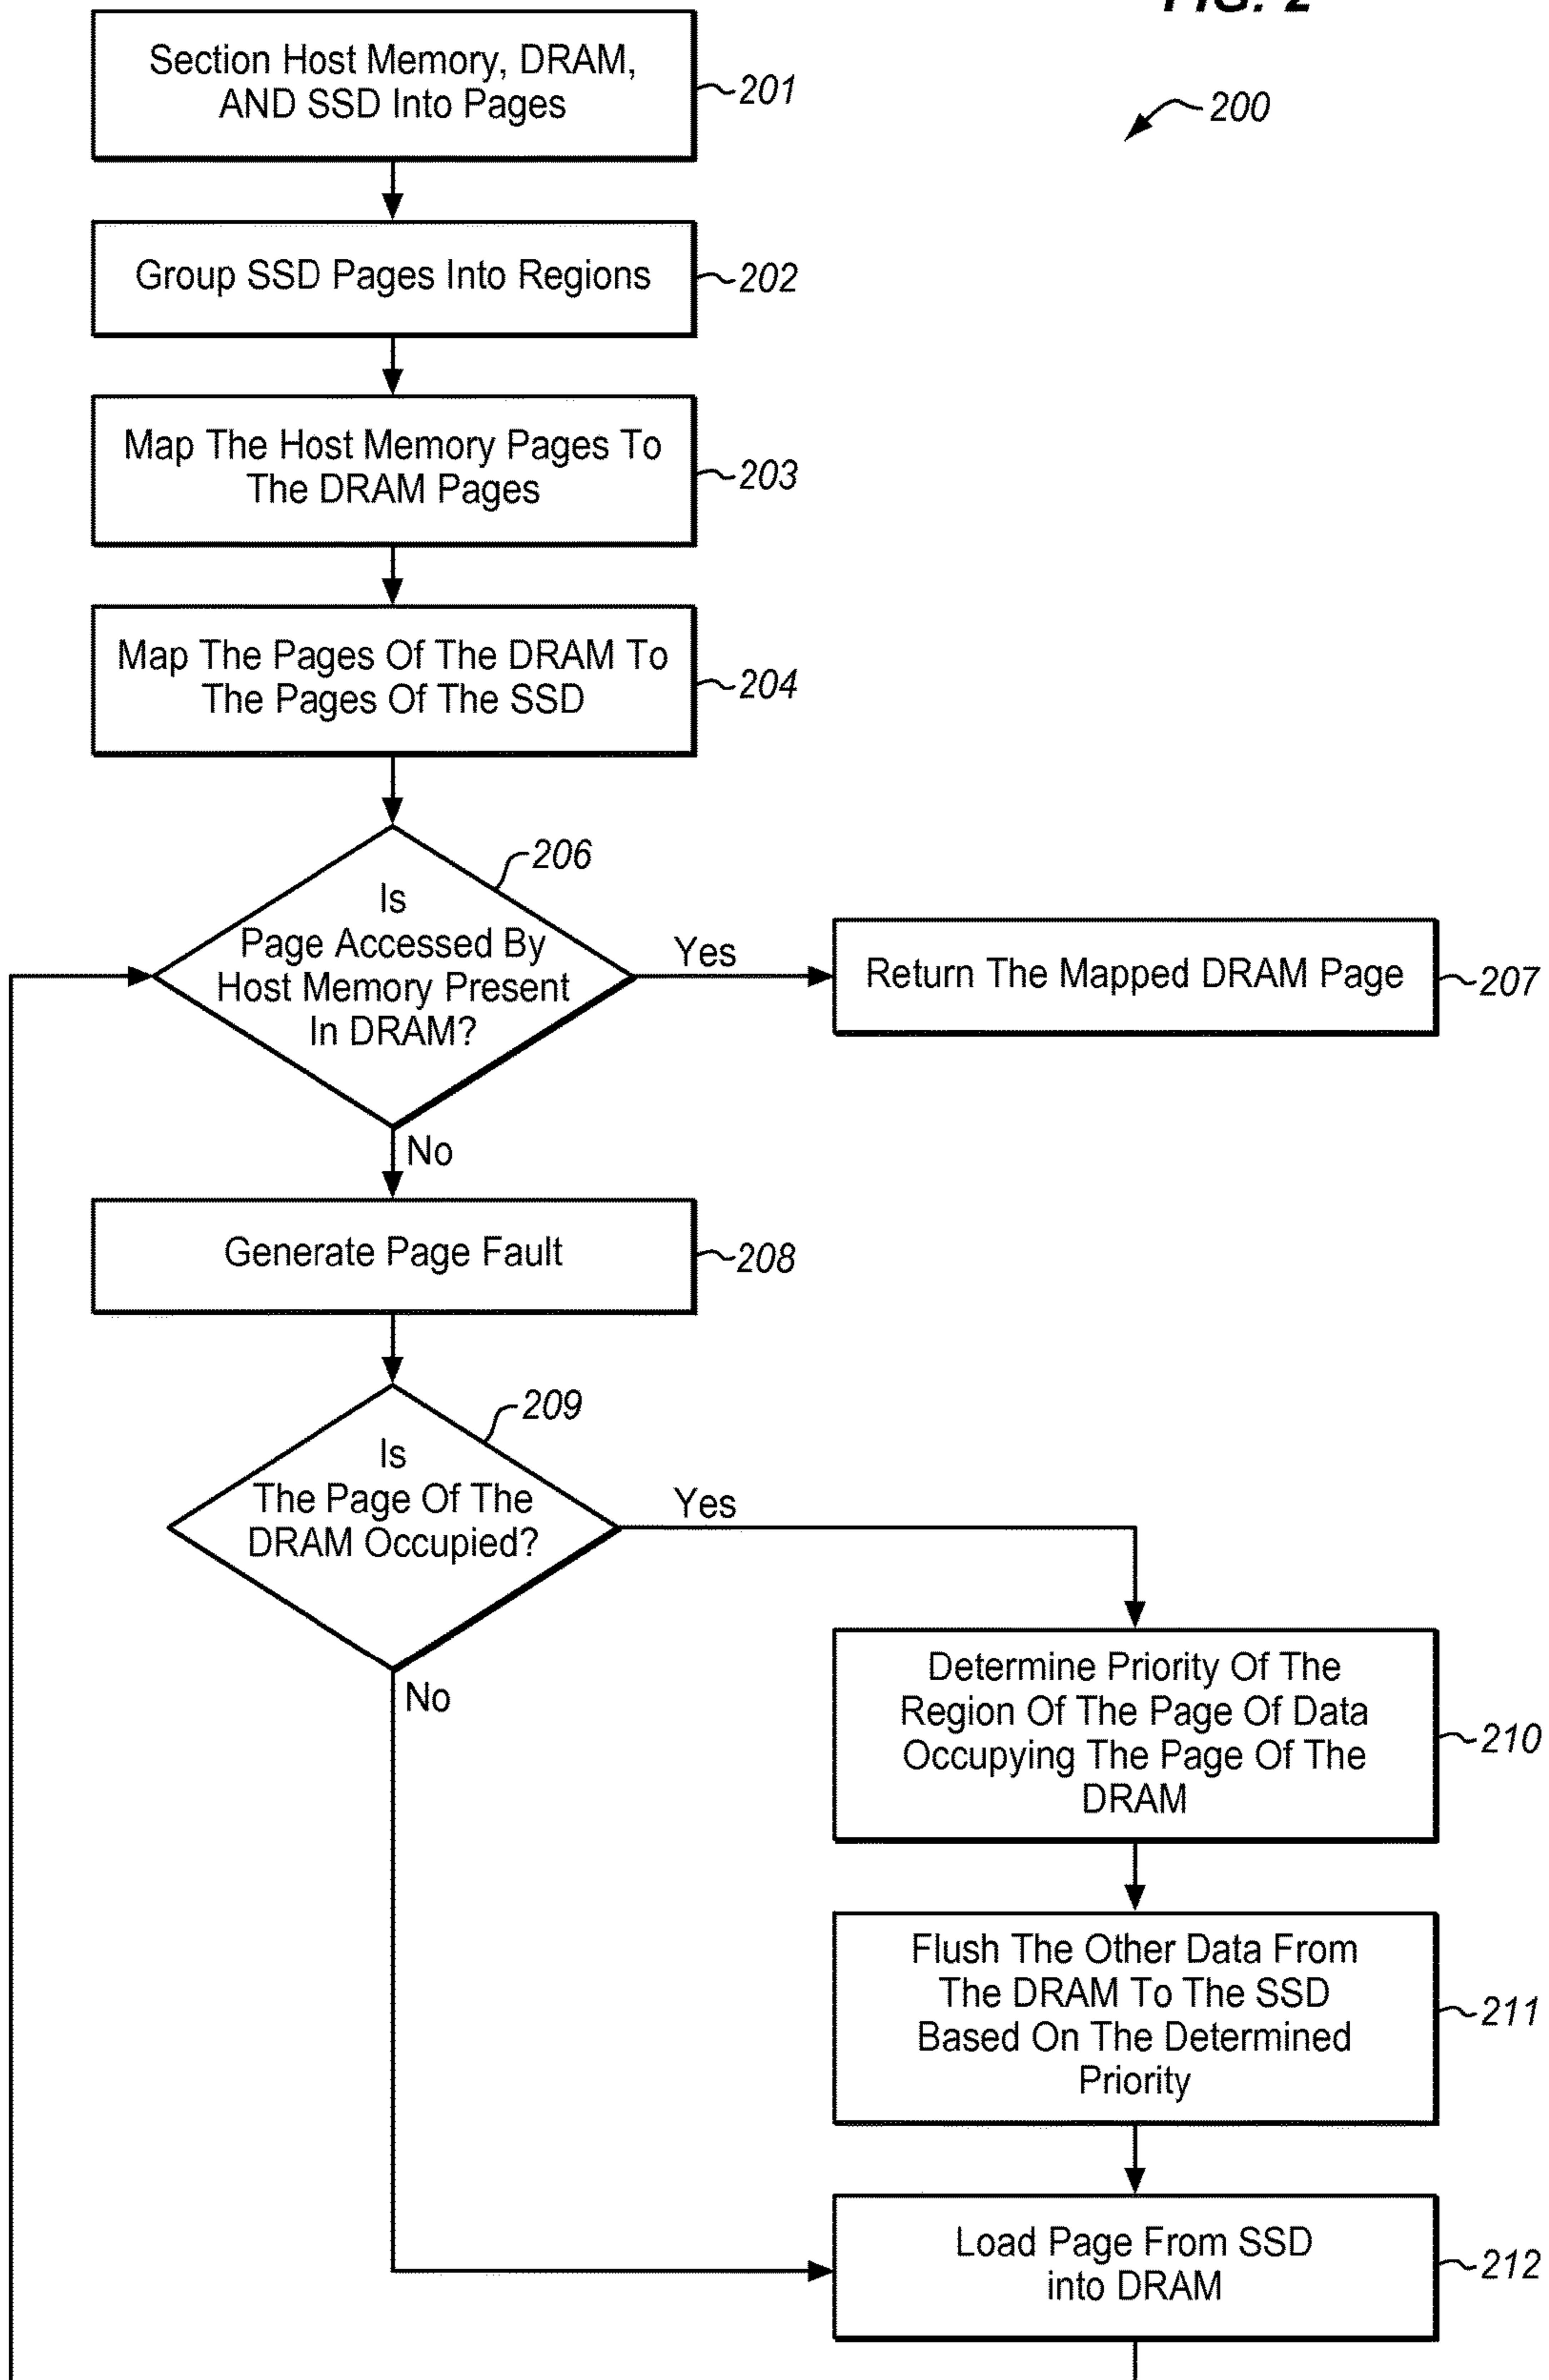 FIG. 2
Section Host Memory, DRAM,
AND SSD Into Pages
201
200
Group SSD Pages Into Regions
202
Map The Host Memory Pages To
The DRAM Pages
203
Map The Pages Of The DRAM To
The Pages Of The SSD
204
206
Is
Page Accessed By
Host Memory Present
In DRAM?
Yes
Return The Mapped DRAM Page
207
No
Generate Page Fault
208
209
Is
The Page Of The
DRAM Occupied?
Yes
No
Determine Priority Of The
Region Of The Page Of Data
Occupying The Page Of The
DRAM
210
Flush The Other Data From
The DRAM To The SSD
Based On The Determined
Priority
211
Load Page From SSD
into DRAM
212